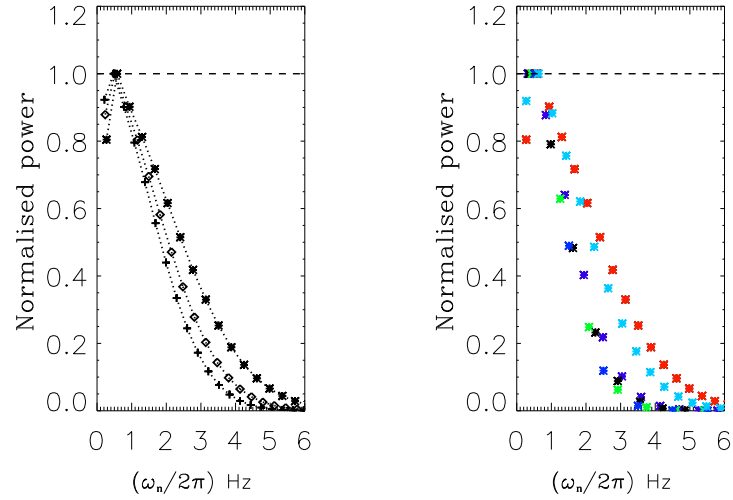 1.2 1.2
1.0 1.0
0.8 0.8
0.6 0.6
0.4 0.4
0.2 0.2
0.0 0.0
Normalised power Normalised power
0 1 2 3 4 5 6 0 1 2 3 4 5 6
(ωn/2π) Hz (ωn/2π) Hz